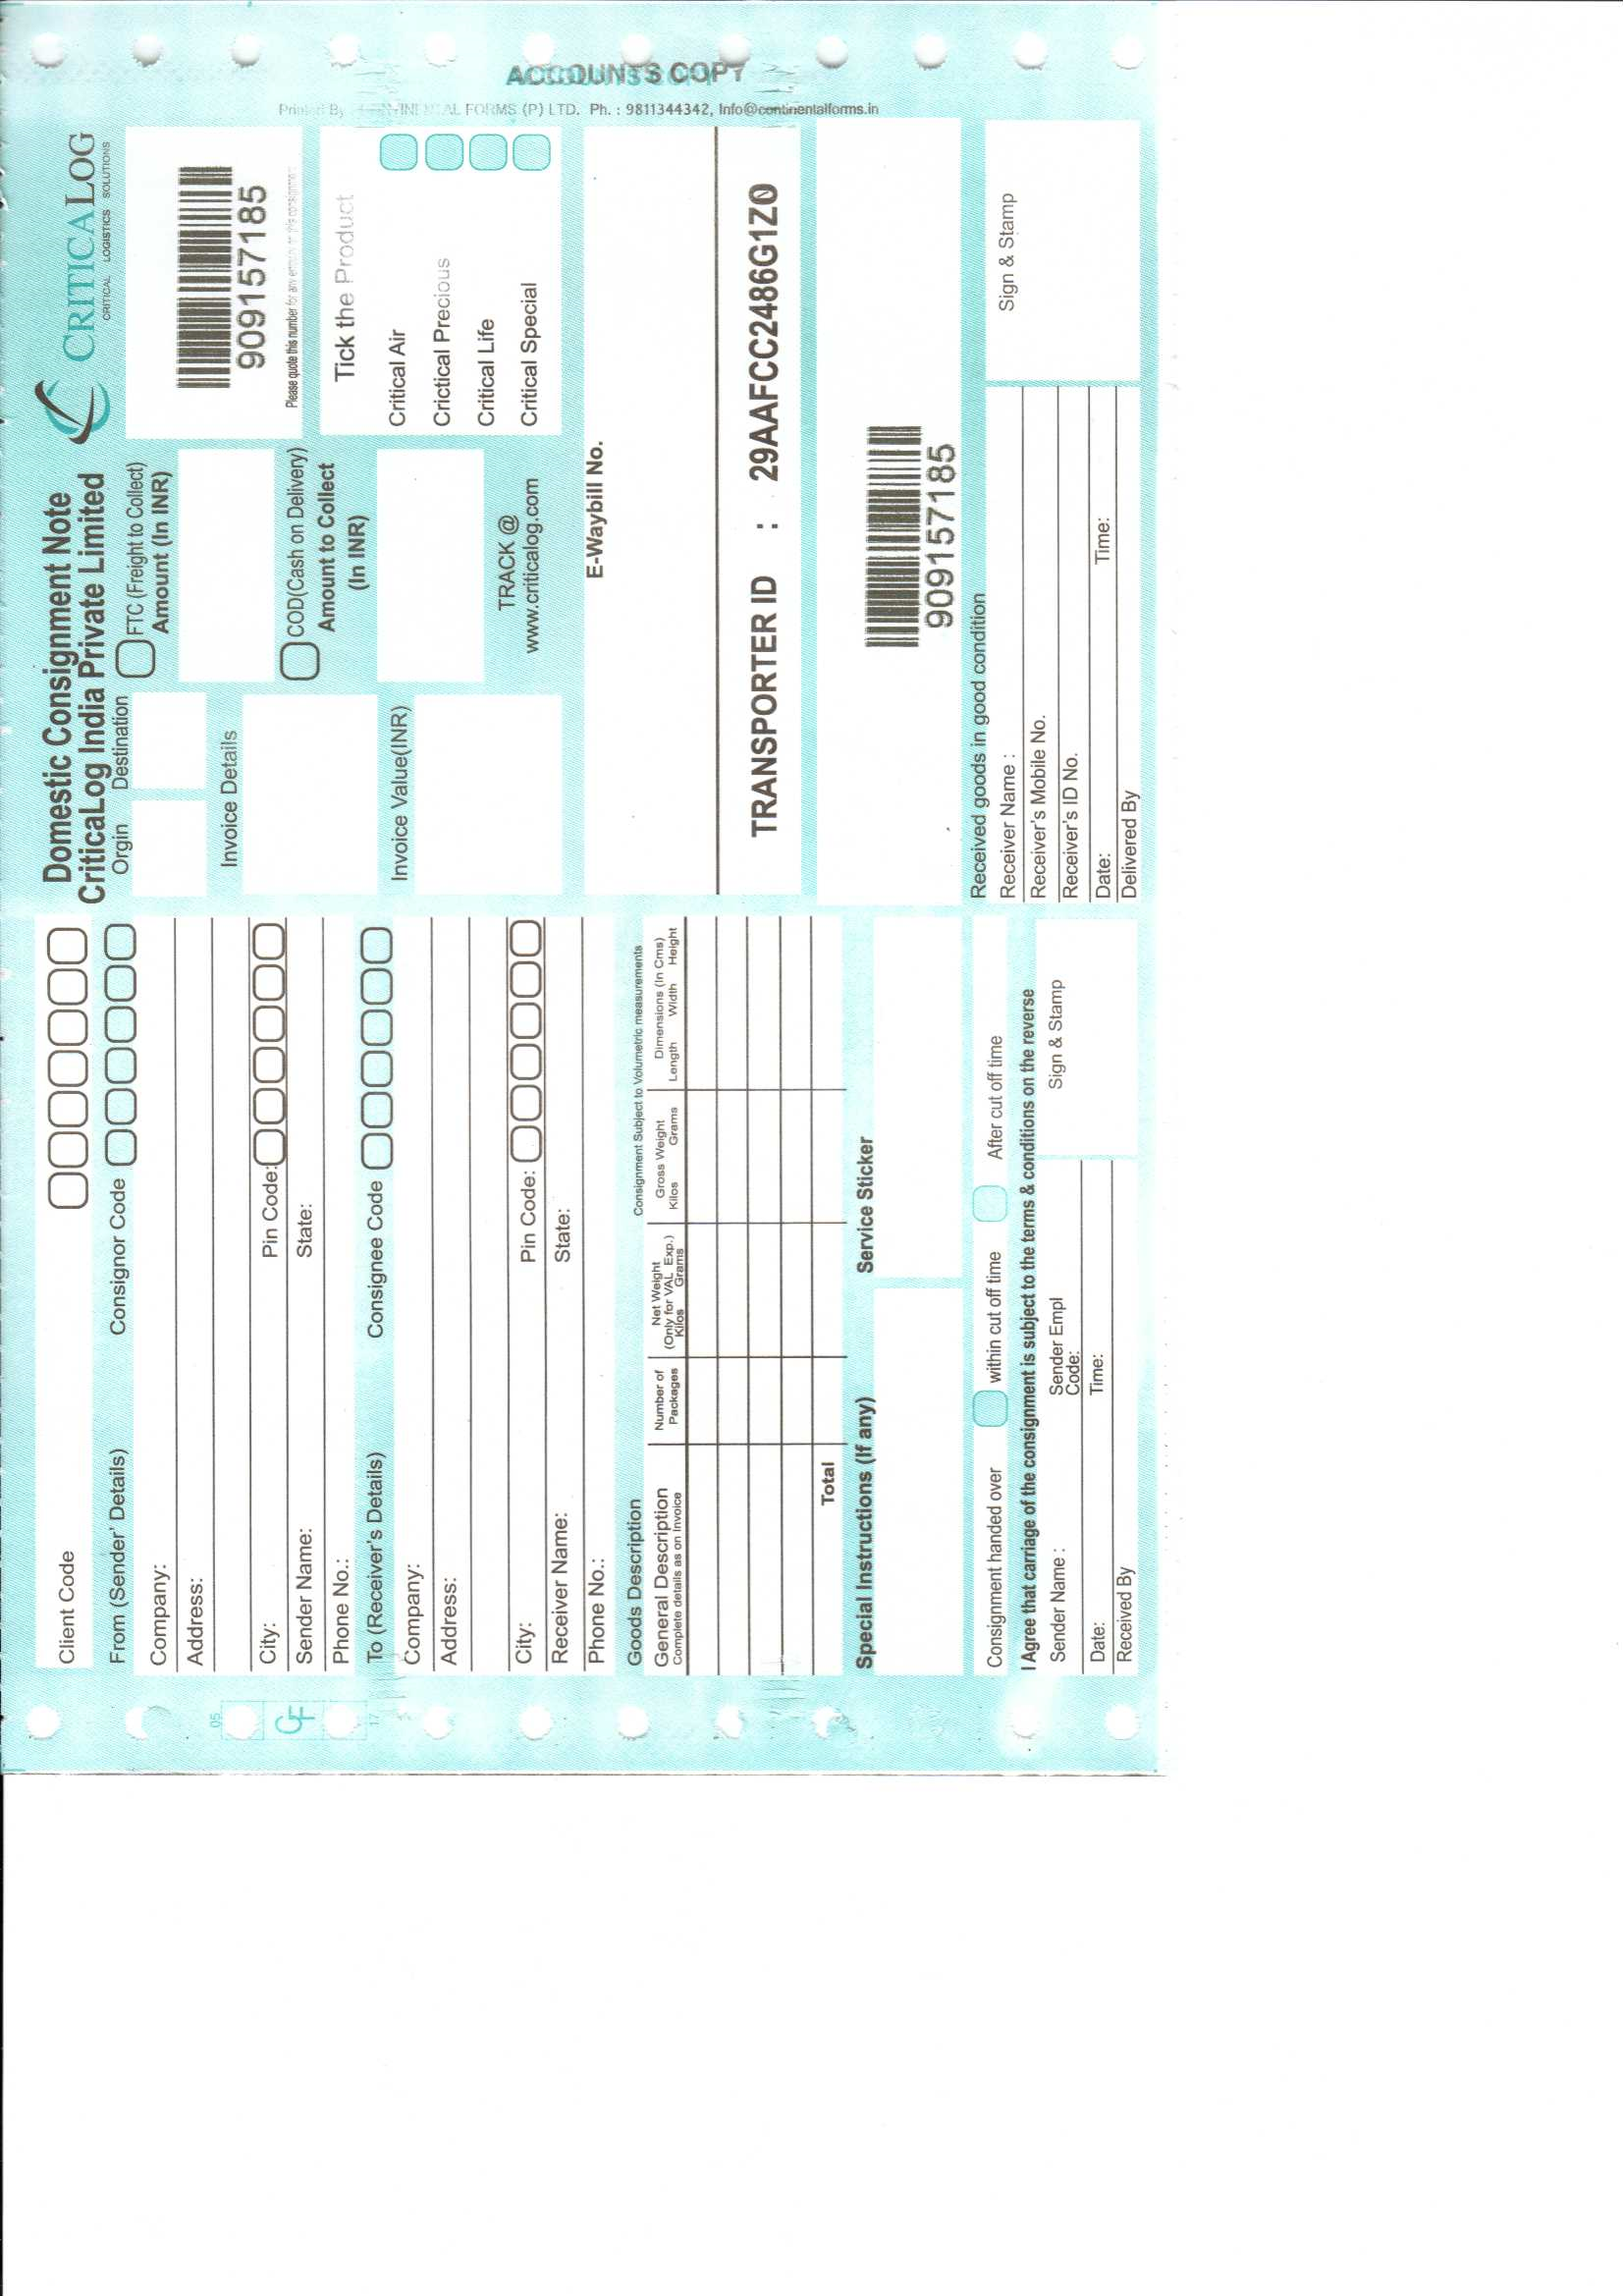 ACCOUNTS COPY
FORMS (P) LTD. Ph. : 9811344342, Info@continentalforms.in
Client Code
Domestic Consignment Note
CriticaLog India Private Limited
CRITICALOG
CRITICAL LOGISTICS SOLUTIONS
From (Sender' Details) Consignor Code
Company:
Address:
City: Pin Code:
Sender Name: State:
Phone No.:
To (Receiver's Details) Consignee Code
Company:
Address:
City: Pin Code:
Receiver Name: State:
Phone No.:
Goods Description Consignment Subject to Volumetric measurements
General Description
Complete details as on Invoice
Number of
Packages
Net Weight
(Only for VAL Exp.)
Kilos Grams
Gross Weight
Kilos Grams
Dimensions (In Cms)
Length Width Height
Total
Special Instructions (If any) Service Sticker
Consignment handed over within cut off time After cut off time
I Agree that carriage of the consignment is subject to the terms & conditions on the reverse
Sender Name : Sender Empl
Code:
Sign & Stamp
Date: Time:
Received By
Orgin Destination
Invoice Details
Invoice Value(INR)
FTC (Freight to Collect)
Amount (In INR)
COD(Cash on Delivery)
Amount to Collect
(In INR)
TRACK @
www.criticalog.com
909157185
Please quote this number for any
Tick the Product
Critical Air
Crictical Precious
Critical Life
Critical Special
E-Waybill No.
TRANSPORTER ID : 29AAFCC2486G1Z0
909157185
Received goods in good condition
Receiver Name :
Receiver's Mobile No.
Receiver's ID No.
Date: Time:
Delivered By
Sign & Stamp
05
CF
17